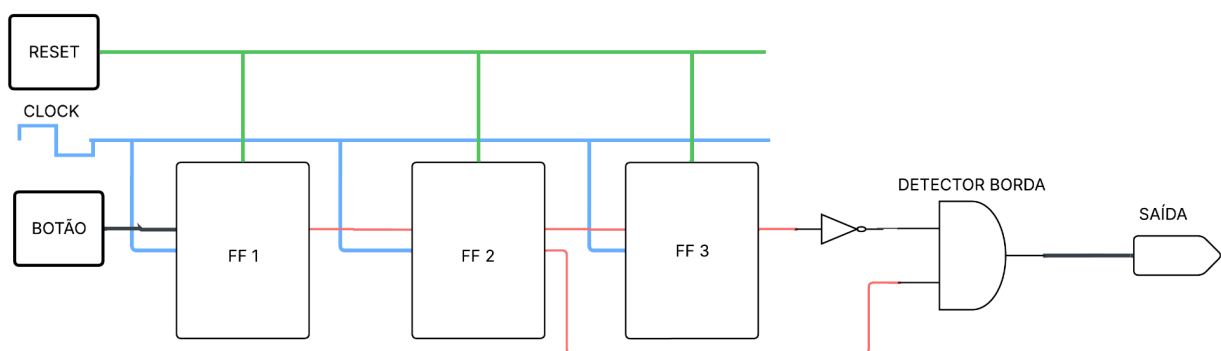 RESET
CLOCK
BOTÃO
FF 1
FF 2
FF 3
DETECTOR BORDA
SAÍDA